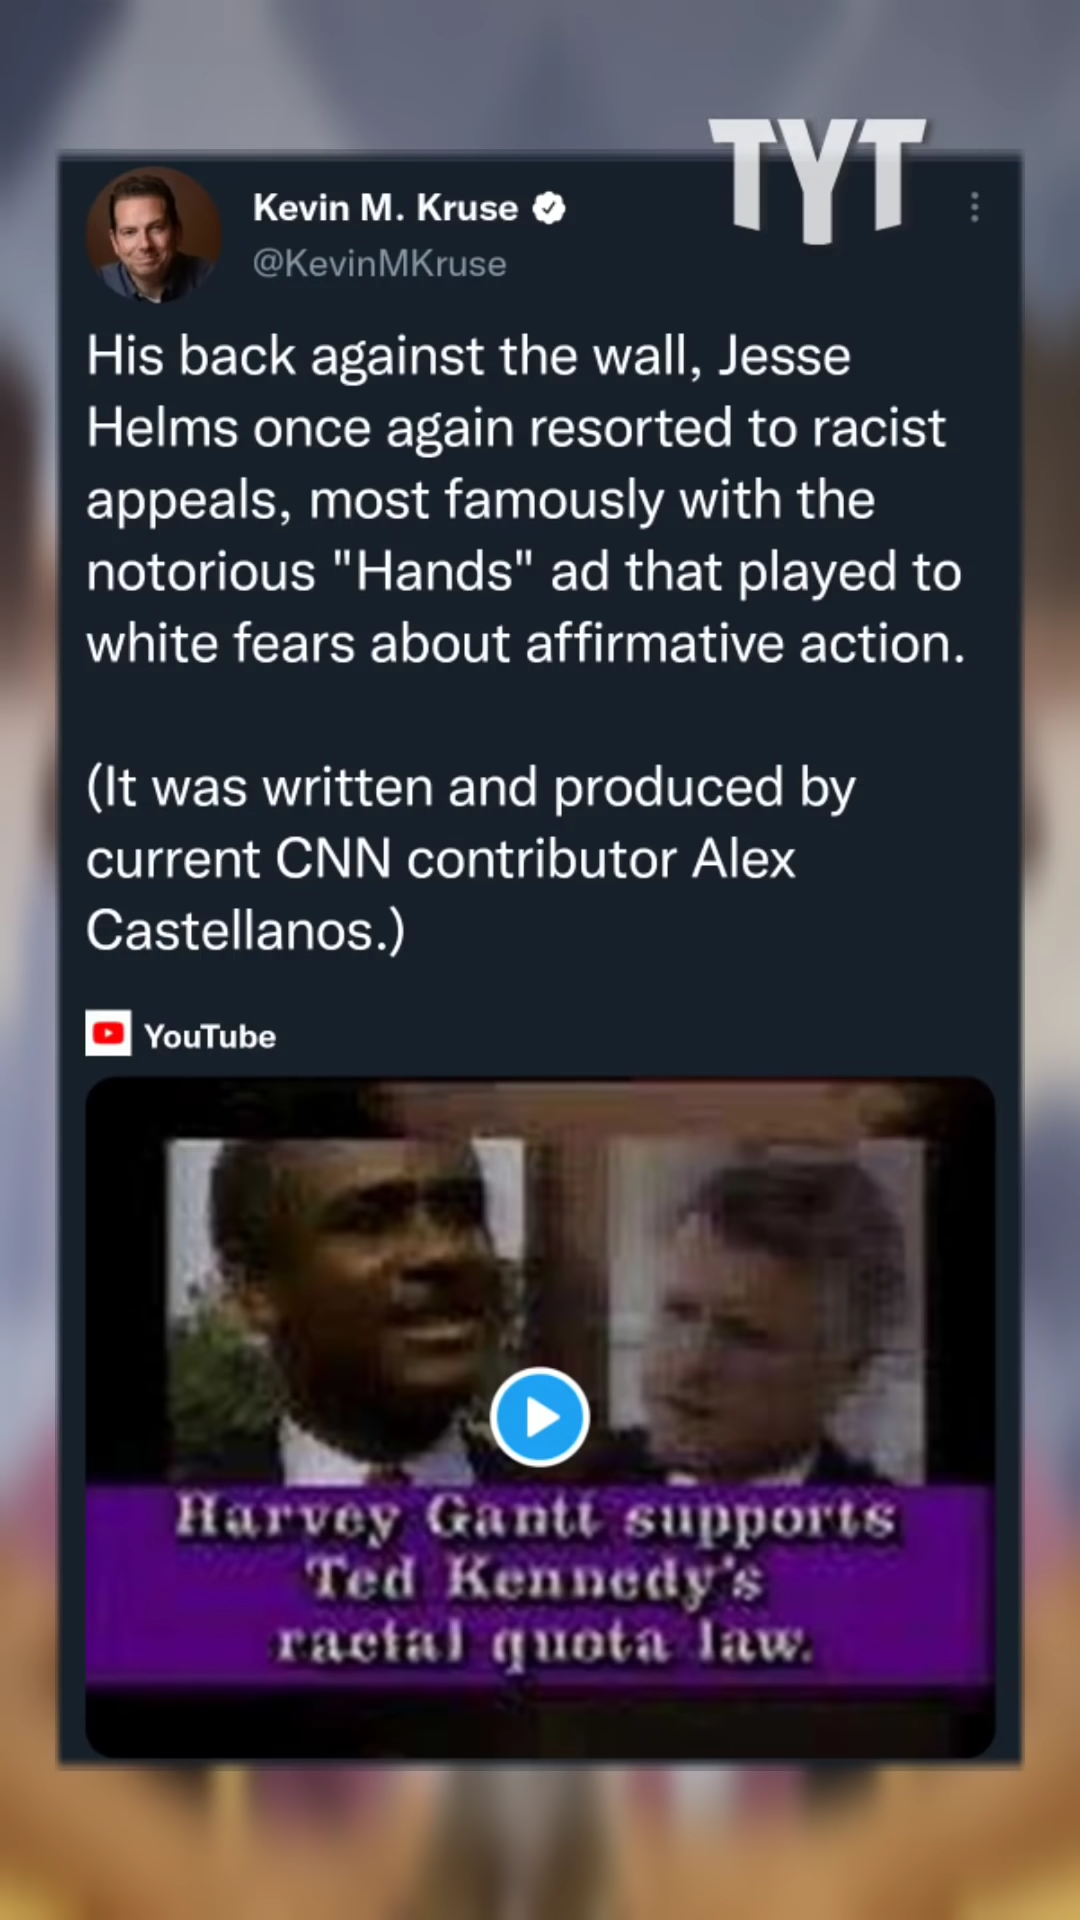 TYT
Kevin M. Kruse
@KevinMKruse
His back against the wall, Jesse
Helms once again resorted to racist
appeals, most famously with the
notorious "Hands" ad that played to
white fears about affirmative action.
(It was written and produced by
current CNN contributor Alex
Castellanos.)
YouTube
Harvey Gantt supports
Ted Kennedy's
racial quota law.